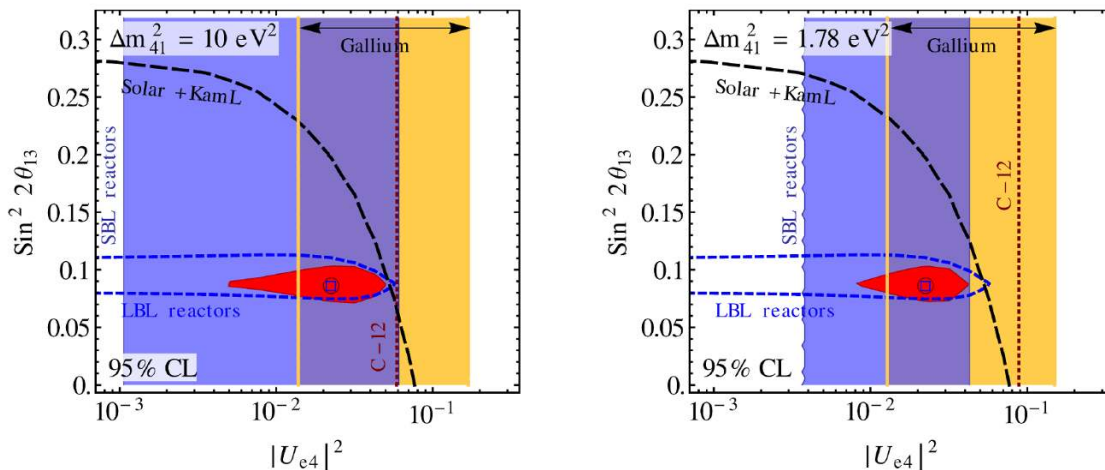 Δm²₄₁ = 10 eV²
Gallium
Solar +KamL
SBL reactors
LBL reactors
C-12
95% CL
Sin² 2θ₁₃
0.3
0.25
0.2
0.15
0.1
0.05
0.
10⁻³
10⁻²
10⁻¹
|Uₑ₄|²
Δm²₄₁ = 1.78 eV²
Gallium
Solar +KamL
SBL reactors
C-12
LBL reactors
95% CL
Sin² 2θ₁₃
0.3
0.25
0.2
0.15
0.1
0.05
0.
10⁻³
10⁻²
10⁻¹
|Uₑ₄|²